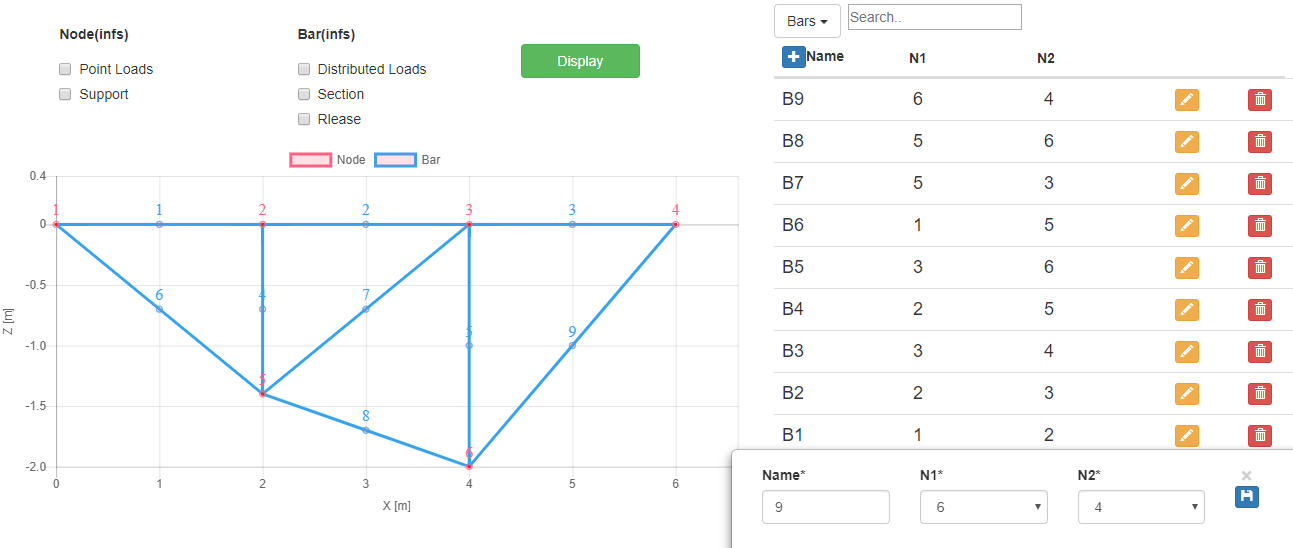 Node(infs)
Point Loads
Support
Bar(infs)
Distributed Loads
Section
Rlease
Display
Node Bar
0.4
0
-0.5
-1.0
-1.5
-2.0
Z [m]
1 1 2 2 3 3 4
6 4 7 5 9
5 8 6
0 1 2 3 4 5 6
X [m]
Bars
Search..
Name N1 N2
B9 6 4
B8 5 6
B7 5 3
B6 1 5
B5 3 6
B4 2 5
B3 3 4
B2 2 3
B1 1 2
Name* N1* N2*
9 6 4